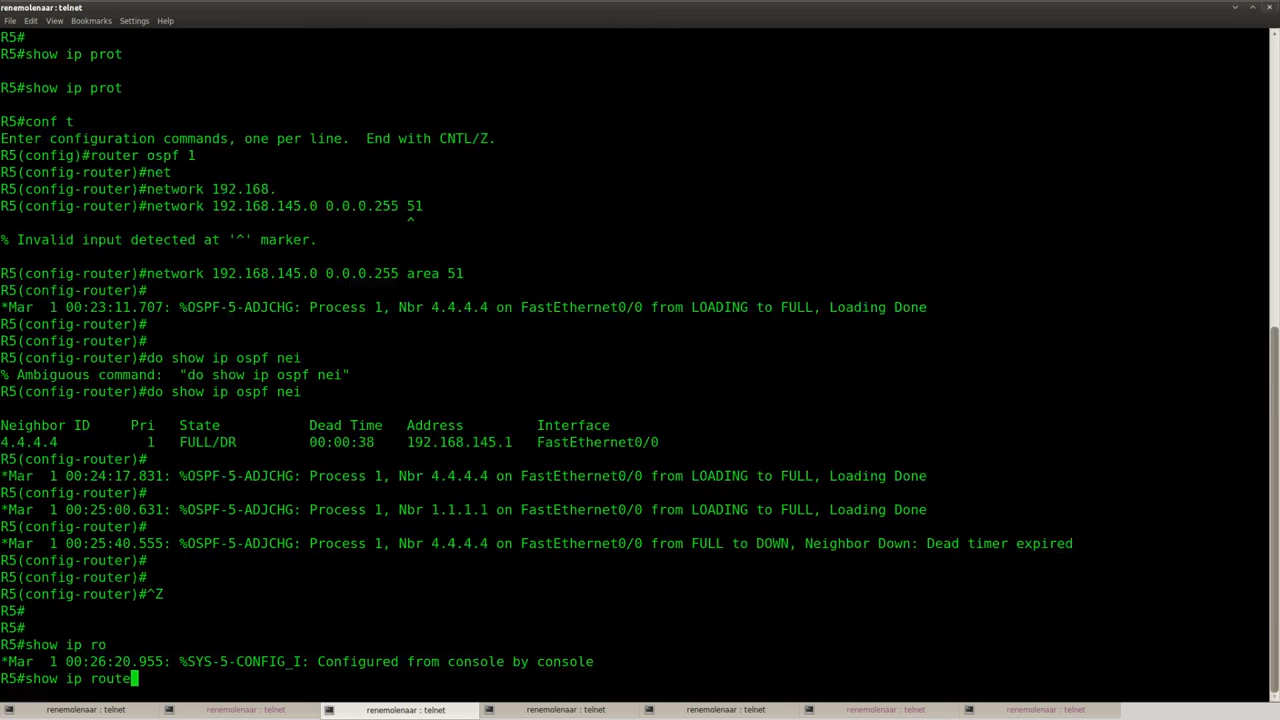 renemolenaar : telnet
File Edit View Bookmarks Settings Help
R5#
R5#show ip prot
R5#show ip prot
R5#conf t
Enter configuration commands, one per line.  End with CNTL/Z.
R5(config)#router ospf 1
R5(config-router)#net
R5(config-router)#network 192.168.
R5(config-router)#network 192.168.145.0 0.0.0.255 51
^
% Invalid input detected at '^' marker.
R5(config-router)#network 192.168.145.0 0.0.0.255 area 51
R5(config-router)#
*Mar  1 00:23:11.707: %OSPF-5-ADJCHG: Process 1, Nbr 4.4.4.4 on FastEthernet0/0 from LOADING to FULL, Loading Done
R5(config-router)#
R5(config-router)#
R5(config-router)#do show ip ospf nei
% Ambiguous command:  "do show ip ospf nei"
R5(config-router)#do show ip ospf nei
Neighbor ID     Pri   State           Dead Time   Address         Interface
4.4.4.4           1   FULL/DR         00:00:38    192.168.145.1   FastEthernet0/0
R5(config-router)#
*Mar  1 00:24:17.831: %OSPF-5-ADJCHG: Process 1, Nbr 4.4.4.4 on FastEthernet0/0 from LOADING to FULL, Loading Done
R5(config-router)#
*Mar  1 00:25:00.631: %OSPF-5-ADJCHG: Process 1, Nbr 1.1.1.1 on FastEthernet0/0 from LOADING to FULL, Loading Done
R5(config-router)#
*Mar  1 00:25:40.555: %OSPF-5-ADJCHG: Process 1, Nbr 4.4.4.4 on FastEthernet0/0 from FULL to DOWN, Neighbor Down: Dead timer expired
R5(config-router)#
R5(config-router)#
R5(config-router)#^Z
R5#
R5#
R5#show ip ro
*Mar  1 00:26:20.955: %SYS-5-CONFIG_I: Configured from console by console
R5#show ip route
renemolenaar : telnet renemolenaar : telnet renemolenaar : telnet renemolenaar : telnet renemolenaar : telnet renemolenaar : telnet renemolenaar : telnet